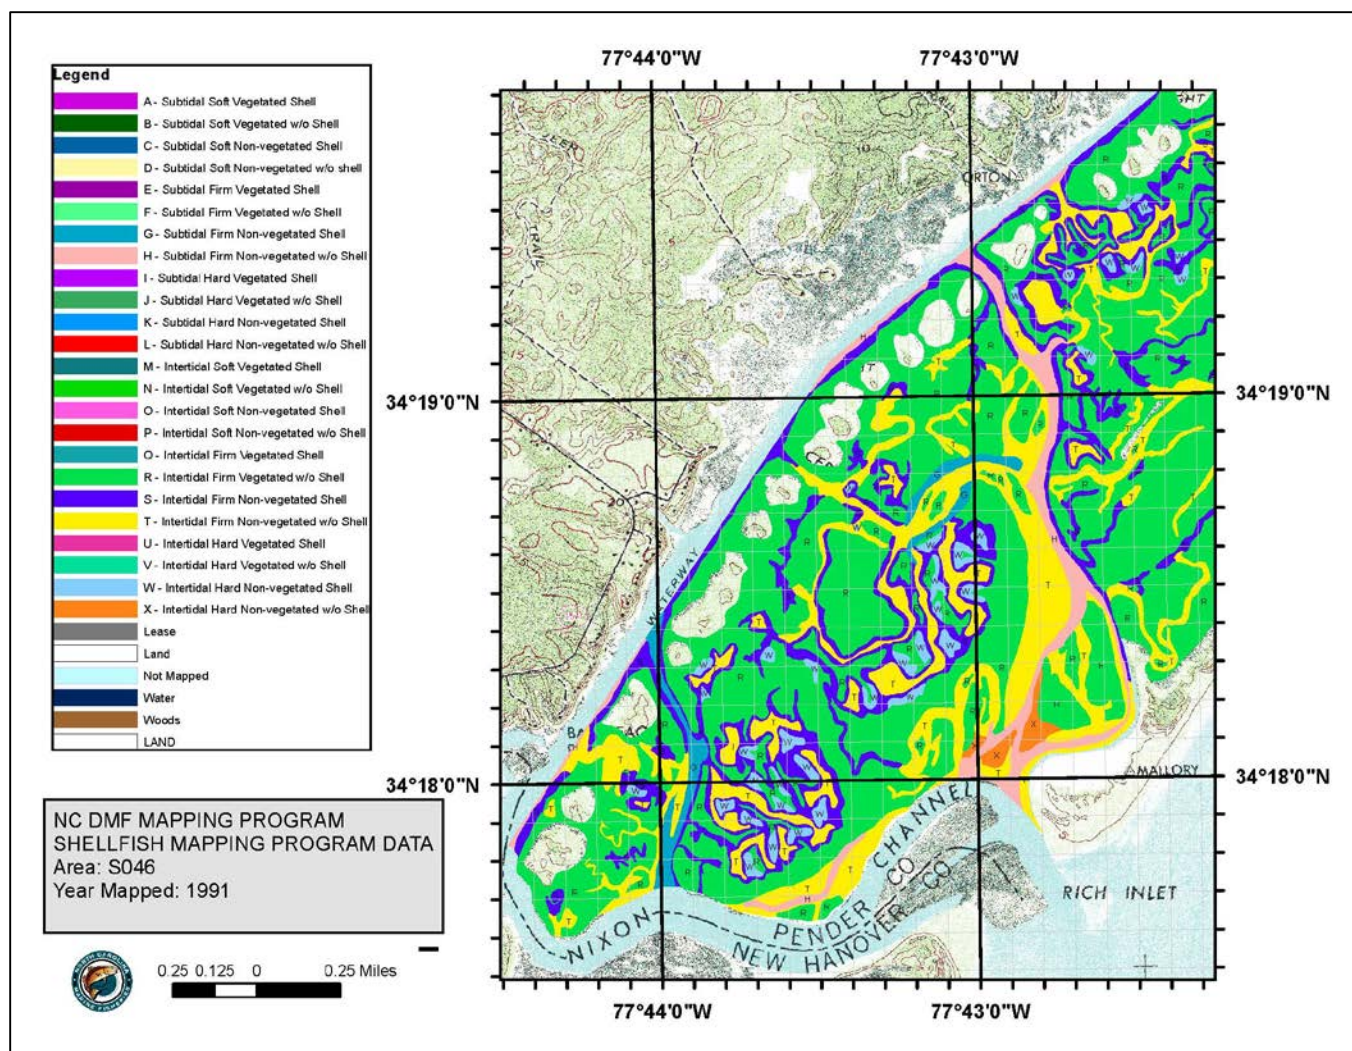 77°44'0"W
77°43'0"W
Legend
A - Subtidal Soft Vegetated Shell
B - Subtidal Soft Vegetated w/o Shell
C - Subtidal Soft Non-vegetated Shell
D - Subtidal Soft Non-vegetated w/o shell
E - Subtidal Firm Vegetated Shell
F - Subtidal Firm Vegetated w/o Shell
G - Subtidal Firm Non-vegetated Shell
H - Subtidal Firm Non-vegetated w/o Shell
I - Subtidal Hard Vegetated Shell
J - Subtidal Hard Vegetated w/o Shell
K - Subtidal Hard Non-vegetated Shell
L - Subtidal Hard Non-vegetated w/o Shell
M - Intertidal Soft Vegetated Shell
N - Intertidal Soft Vegetated w/o Shell
O - Intertidal Soft Non-vegetated Shell
P - Intertidal Soft Non-vegetated w/o Shell
Q - Intertidal Firm Vegetated Shell
R - Intertidal Firm Vegetated w/o Shell
S - Intertidal Firm Non-vegetated Shell
T - Intertidal Firm Non-vegetated w/o Shell
U - Intertidal Hard Vegetated Shell
V - Intertidal Hard Vegetated w/o Shell
W - Intertidal Hard Non-vegetated Shell
X - Intertidal Hard Non-vegetated w/o Shell
Lease
Land
Not Mapped
Water
Woods
LAND
ORTON
TRAIL
34°19'0"N
34°19'0"N
15
20
34°18'0"N
34°18'0"N
MALLORY
NIXON
CHANNEL
PENDER CO
NEW HANOVER CO
RICH INLET
NC DMF MAPPING PROGRAM
SHELLFISH MAPPING PROGRAM DATA
Area: S046
Year Mapped: 1991
NORTH CAROLINA
MARINE FISHERIES
0.25 0.125 0 0.25 Miles
77°44'0"W
77°43'0"W